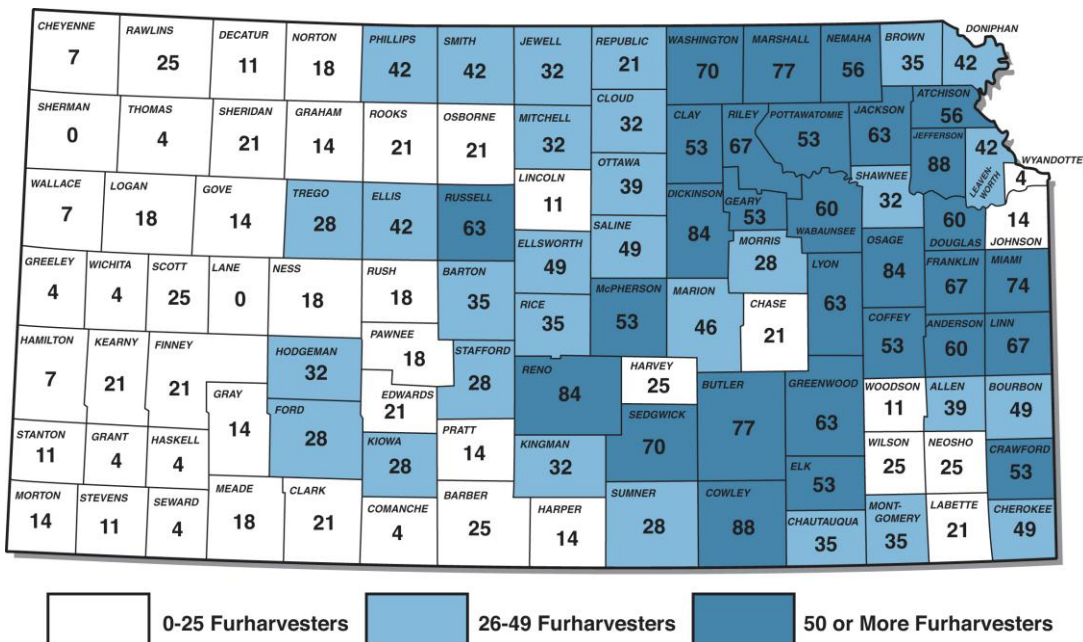 CHEYENNE
7
RAWLINS
25
DECATUR
11
NORTON
18
PHILLIPS
42
SMITH
42
JEWELL
32
REPUBLIC
21
WASHINGTON
70
MARSHALL
77
NEMAHA
56
BROWN
35
DONIPHAN
42
SHERMAN
0
THOMAS
4
SHERIDAN
21
GRAHAM
14
ROOKS
21
OSBORNE
21
MITCHELL
32
CLOUD
32
CLAY
53
RILEY
67
POTTAWATOMIE
53
JACKSON
63
ATCHISON
56
JEFFERSON
88
LEAVEN-
WORTH
42
WYANDOTTE
4
WALLACE
7
LOGAN
18
GOVE
14
TREGO
28
ELLIS
42
RUSSELL
63
LINCOLN
11
OTTAWA
39
DICKINSON
84
GEARY
53
WABAUNSEE
60
SHAWNEE
32
DOUGLAS
60
JOHNSON
14
GREELEY
4
WICHITA
4
SCOTT
25
LANE
0
NESS
18
RUSH
18
BARTON
35
ELLSWORTH
49
SALINE
49
MORRIS
28
LYON
63
OSAGE
84
FRANKLIN
67
MIAMI
74
RICE
35
McPHERSON
53
MARION
46
CHASE
21
COFFEY
53
ANDERSON
60
LINN
67
HAMILTON
7
KEARNY
21
FINNEY
21
HODGEMAN
32
PAWNEE
18
STAFFORD
28
RENO
84
HARVEY
25
BUTLER
77
GREENWOOD
63
WOODSON
11
ALLEN
39
BOURBON
49
GRAY
14
FORD
28
EDWARDS
21
KIOWA
28
PRATT
14
KINGMAN
32
SEDGWICK
70
ELK
53
WILSON
25
NEOSHO
25
CRAWFORD
53
STANTON
11
GRANT
4
HASKELL
4
MORTON
14
STEVENS
11
SEWARD
4
MEADE
18
CLARK
21
COMANCHE
4
BARBER
25
HARPER
14
SUMNER
28
COWLEY
88
CHAUTAUQUA
35
MONT-
GOMERY
35
LABETTE
21
CHEROKEE
49
0-25 Furharvesters
26-49 Furharvesters
50 or More Furharvesters